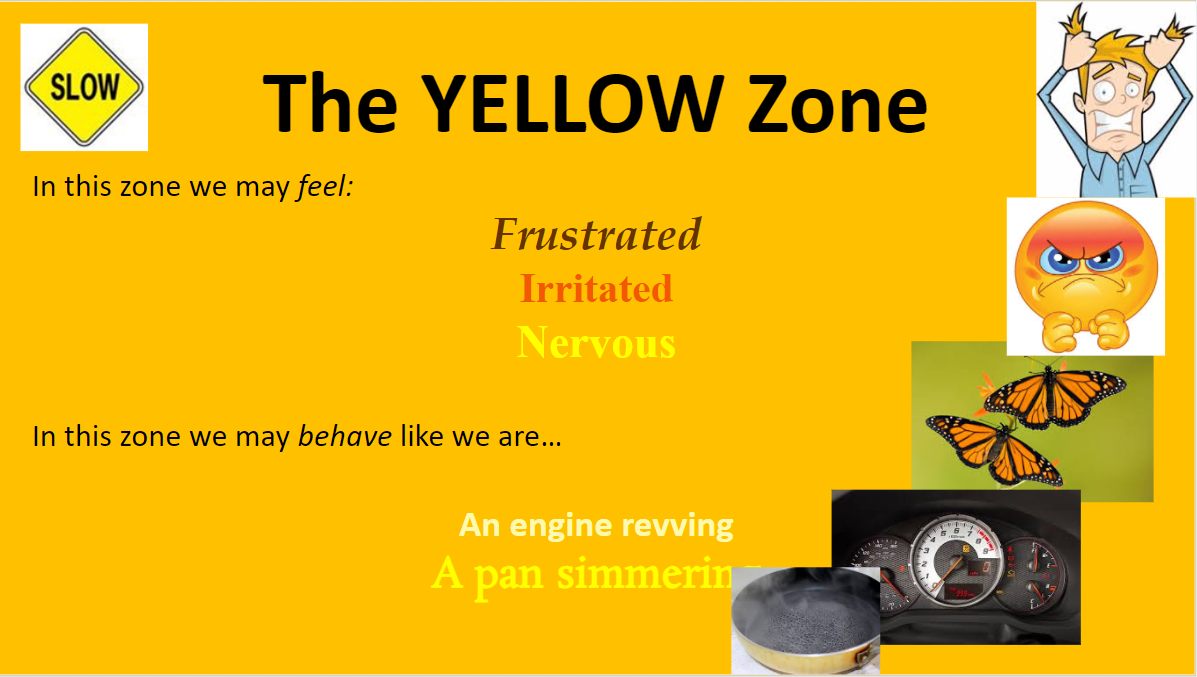 SLOW
The YELLOW Zone
In this zone we may feel:
Frustrated
Irritated
Nervous
In this zone we may behave like we are…
An engine revving
A pan simmering